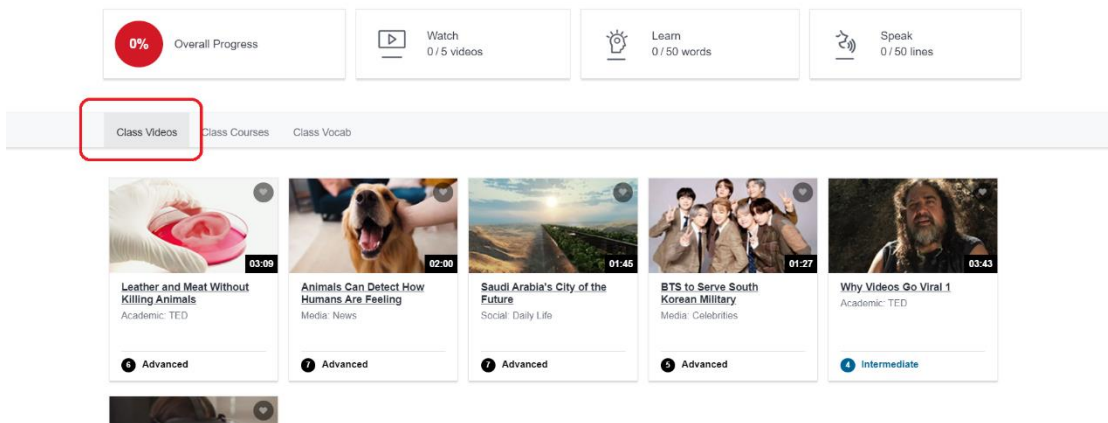 0%
Overall Progress
Watch
0 / 5 videos
Learn
0 / 50 words
Speak
0 / 50 lines
Class Videos
Class Courses
Class Vocab
03:09
02:00
01:45
01:27
03:43
Leather and Meat Without
Killing Animals
Academic: TED
6 Advanced
Animals Can Detect How
Humans Are Feeling
Media: News
7 Advanced
Saudi Arabia's City of the
Future
Social: Daily Life
7 Advanced
BTS to Serve South
Korean Military
Media: Celebrities
5 Advanced
Why Videos Go Viral 1
Academic: TED
4 Intermediate